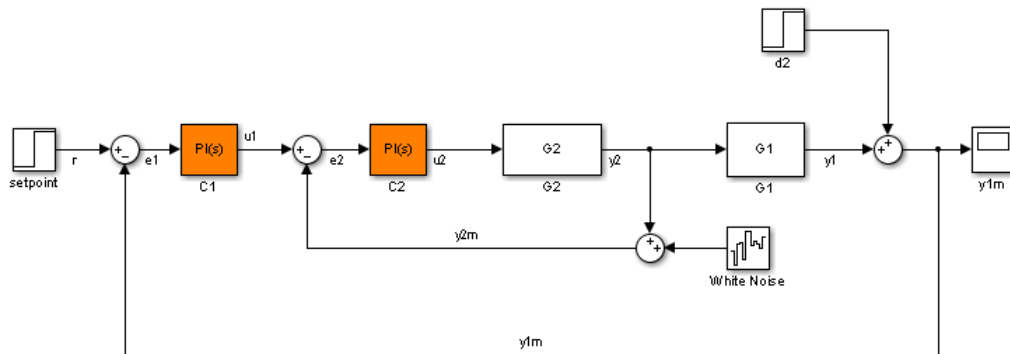 d2
setpoint
r
+
−
e1
PI(s)
C1
u1
+
−
e2
PI(s)
C2
u2
G2
G2
y2
G1
G1
y1
+
+
y1m
y2m
+
+
White Noise
y1m